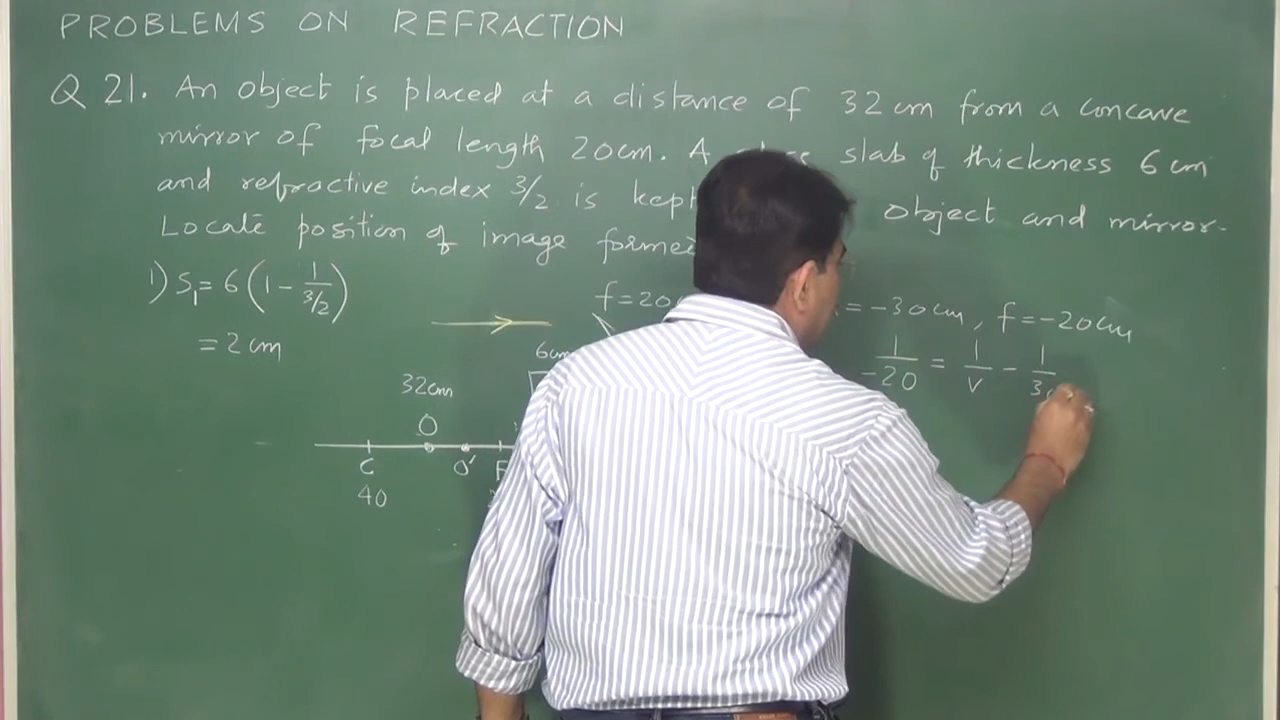 PROBLEMS ON REFRACTION
Q 21. An object is placed at a distance of 32 cm from a concave
mirror of focal length 20cm. A slab of thickness 6 cm
and refractive index 3/2 is kept object and mirror.
Locate position of image formed
1) S₁ = 6 (1 - 1/(3/2))
= 2 cm
f = 20
= -30 cm, f = -20 cm
1/-20 = 1/v - 1/30
6cm
32cm
O
C O' F
40